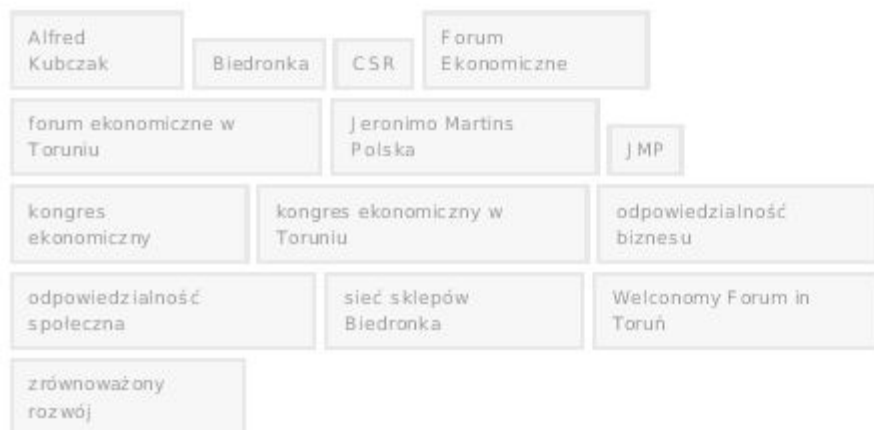 Alfred
Kubczak
Biedronka
CSR
Forum
Ekonomiczne
forum ekonomiczne w
Toruniu
Jeronimo Martins
Polska
JMP
kongres
ekonomiczny
kongres ekonomiczny w
Toruniu
odpowiedzialność
biznesu
odpowiedzialność
społeczna
sieć sklepów
Biedronka
Welconomy Forum in
Toruń
zrównoważony
rozwój